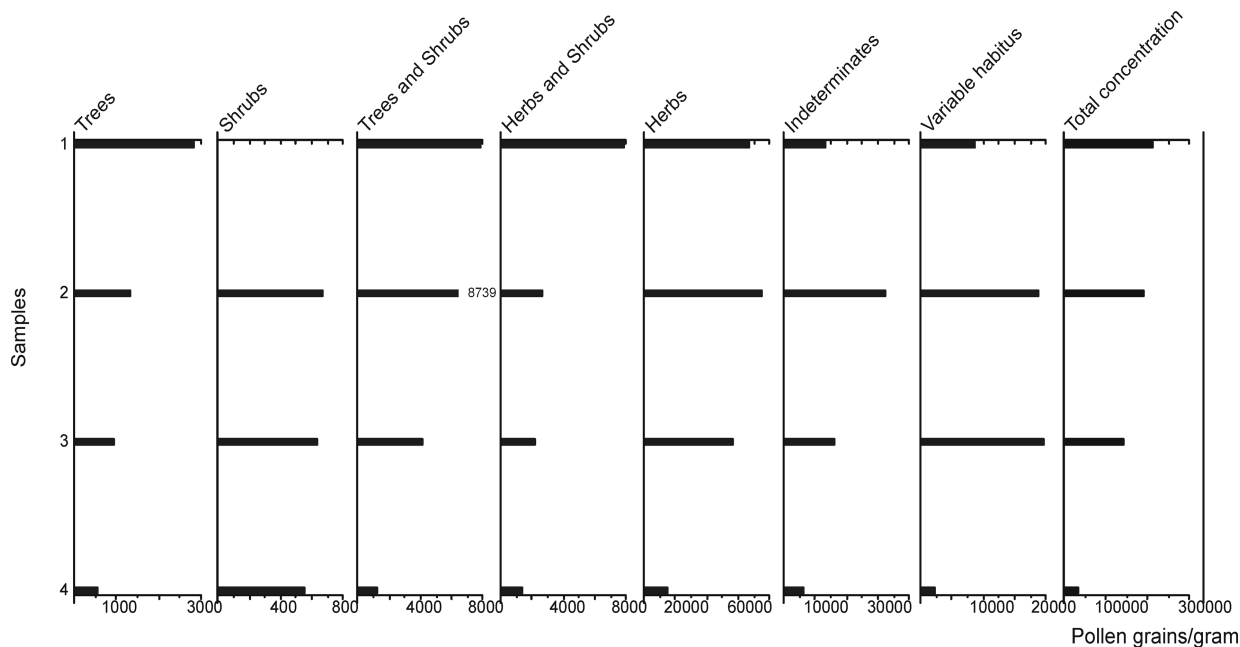 Trees
Shrubs
Trees and Shrubs
Herbs and Shrubs
Herbs
Indeterminates
Variable habitus
Total concentration
1
2
8739
3
4
Samples
1000 3000
400 800
4000 8000
4000 8000
0 20000 60000
10000 30000
10000 20000
0 100000 300000
Pollen grains/gram